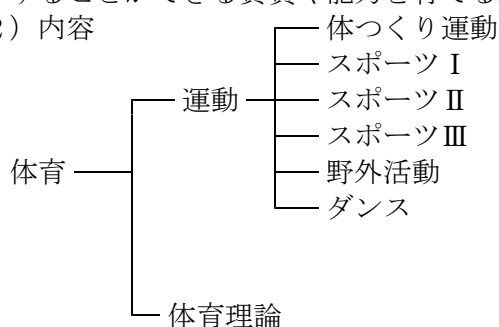 ２）内容
体つくり運動
スポーツⅠ
運動
スポーツⅡ
スポーツⅢ
体育
野外活動
ダンス
体育理論